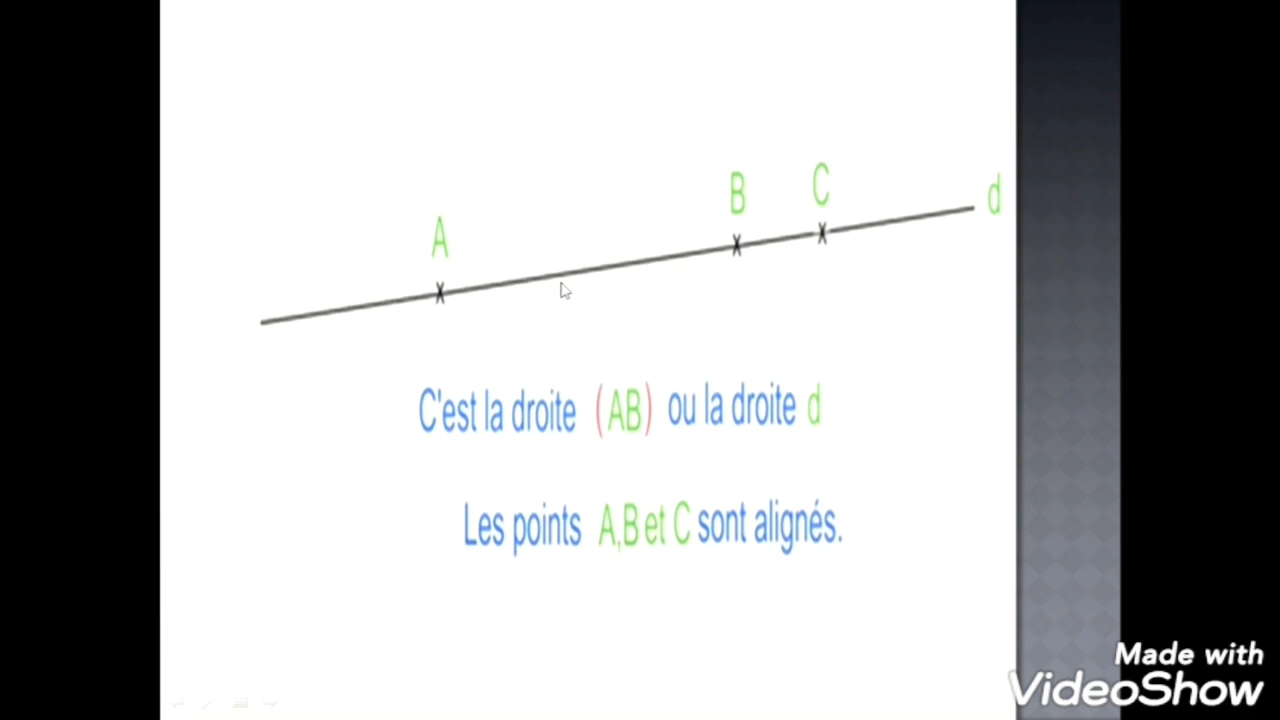 A
B
C
d
C'est la droite (AB) ou la droite d
Les points A,B et C sont alignés.
Made with
VideoShow